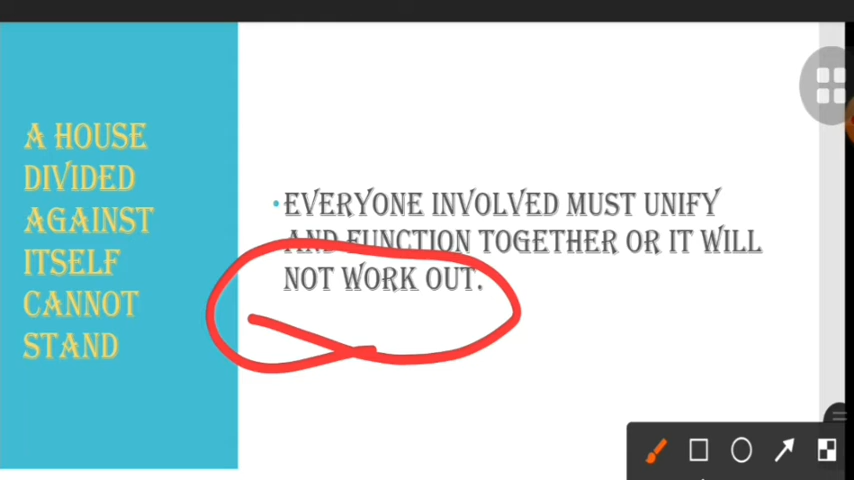 A HOUSE
DIVIDED
AGAINST
ITSELF
CANNOT
STAND
•EVERYONE INVOLVED MUST UNIFY
AND FUNCTION TOGETHER OR IT WILL
NOT WORK OUT.